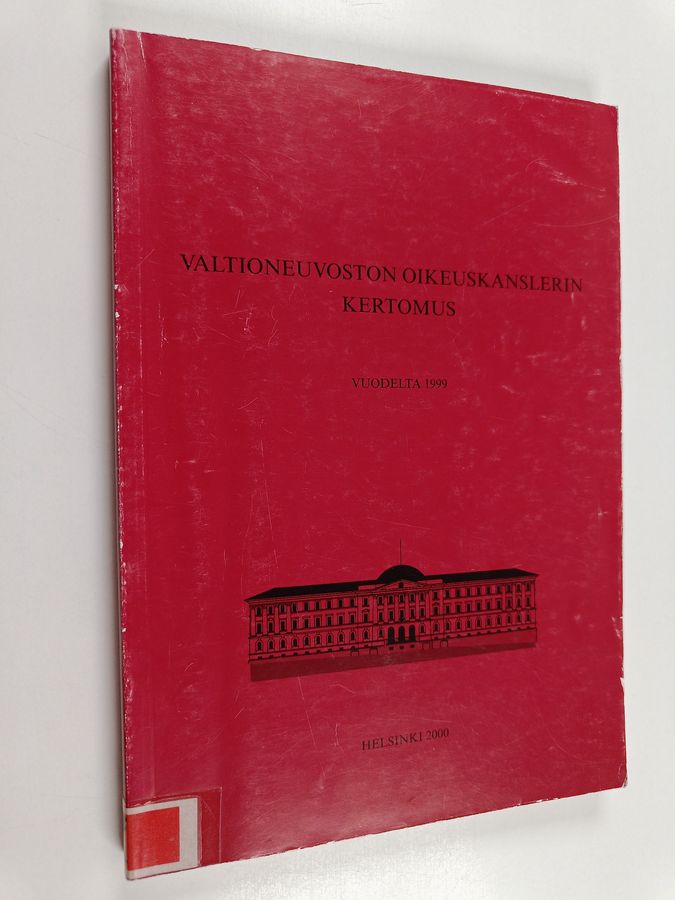 VALTIONEUVOSTON OIKEUSKANSLERIN
KERTOMUS
VUODELTA 1999
HELSINKI 2000